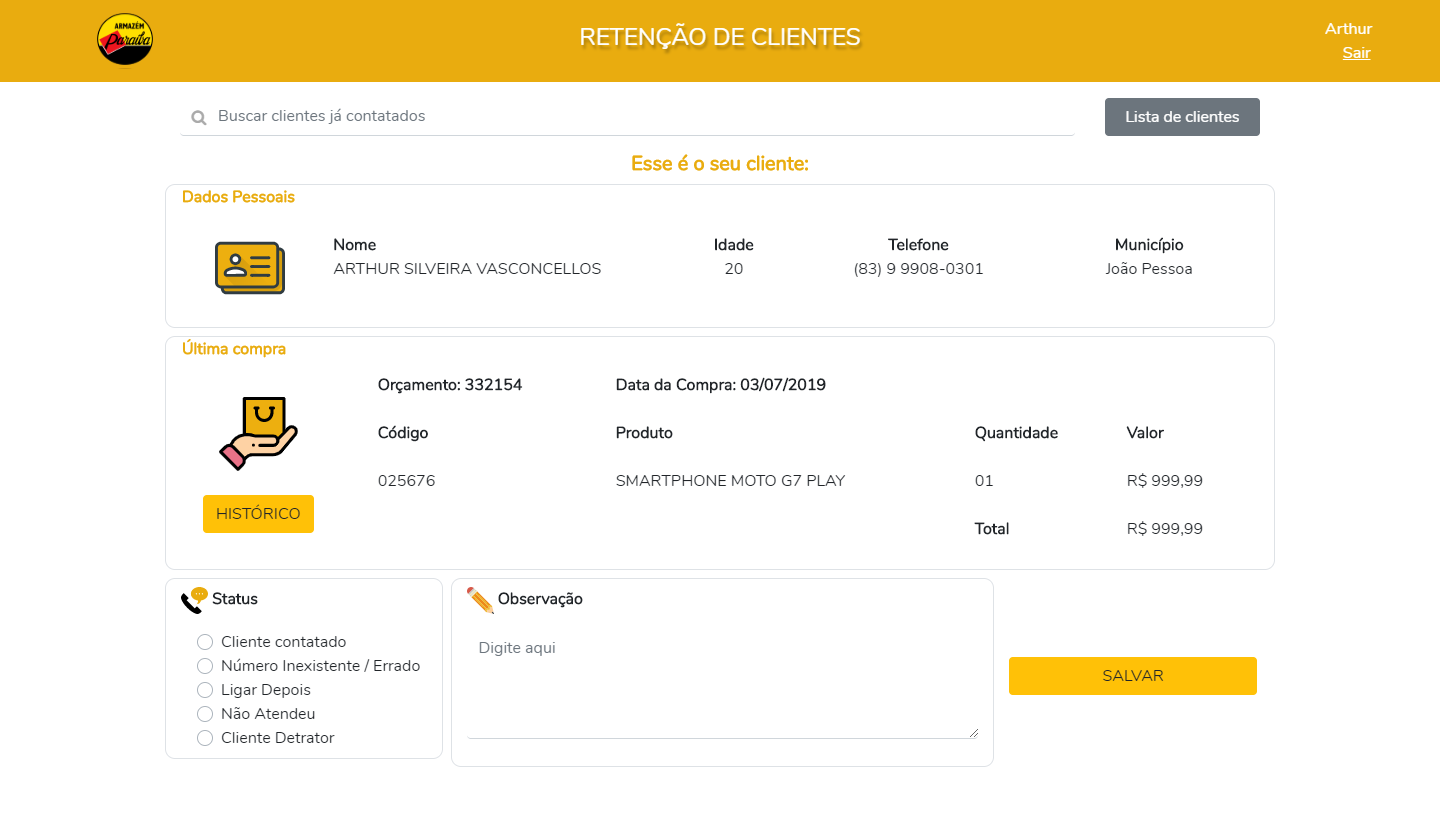 ARMAZÉM
Paraíba
RETENÇÃO DE CLIENTES
Arthur
Sair
Buscar clientes já contatados
Lista de clientes
Esse é o seu cliente:
Dados Pessoais
Nome Idade Telefone Município
ARTHUR SILVEIRA VASCONCELLOS 20 (83) 9 9908-0301 João Pessoa
Última compra
Orçamento: 332154 Data da Compra: 03/07/2019
Código Produto Quantidade Valor
025676 SMARTPHONE MOTO G7 PLAY 01 R$ 999,99
HISTÓRICO
Total R$ 999,99
Status
Cliente contatado
Número Inexistente / Errado
Ligar Depois
Não Atendeu
Cliente Detrator
Observação
Digite aqui
SALVAR